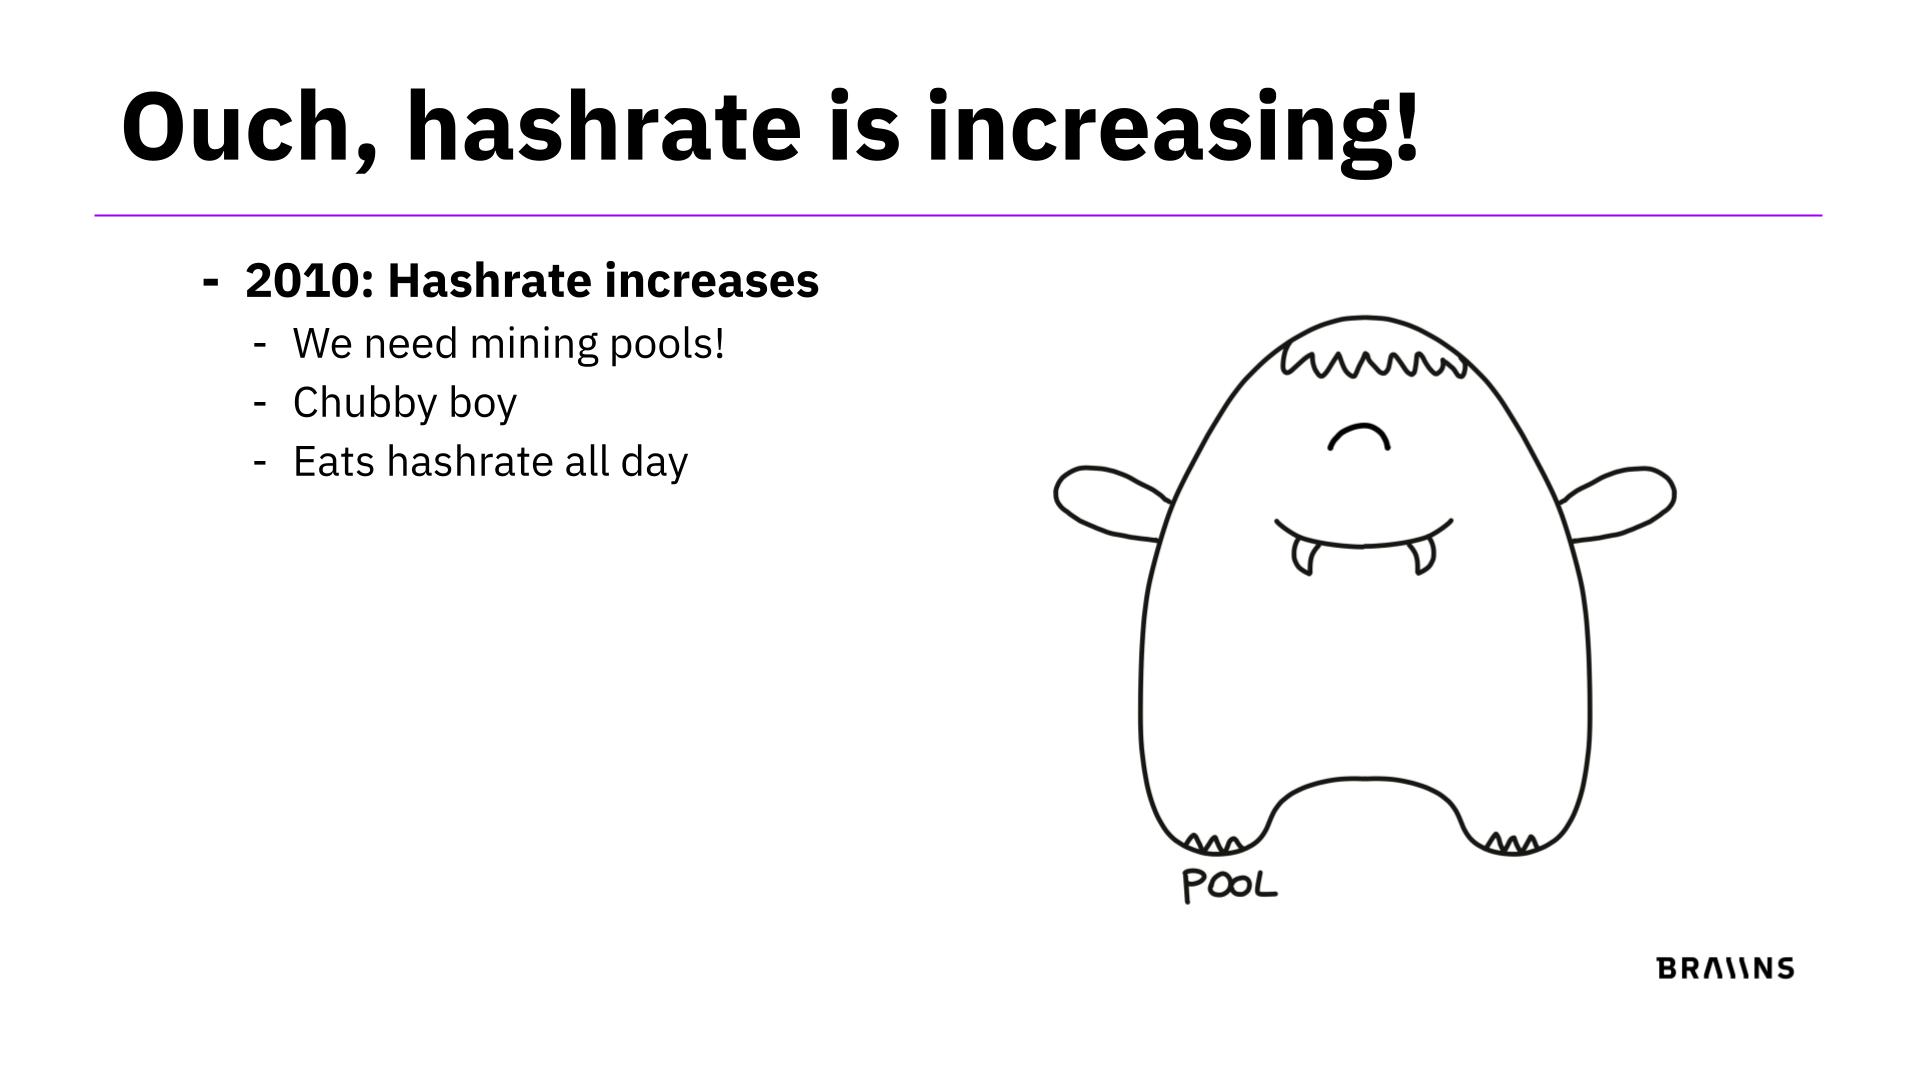 Ouch, hashrate is increasing!
- 2010: Hashrate increases
- We need mining pools!
- Chubby boy
- Eats hashrate all day
POOL
BRAIINS